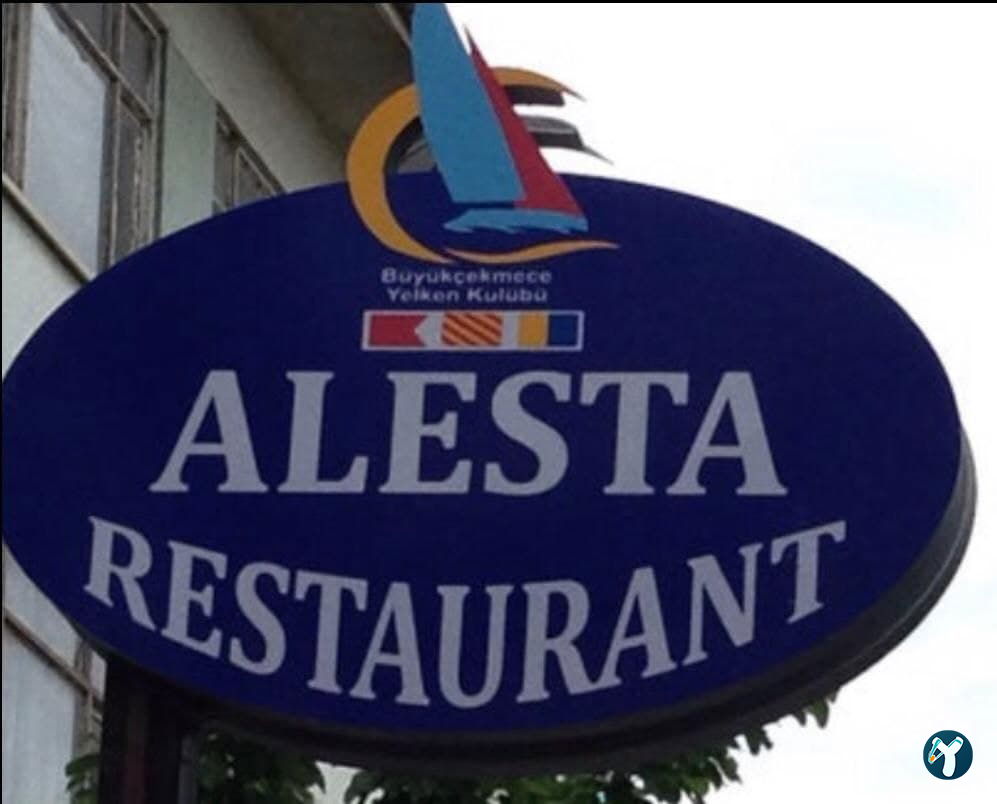 Büyükçekmece
Yelken Kulübü
ALESTA
RESTAURANT